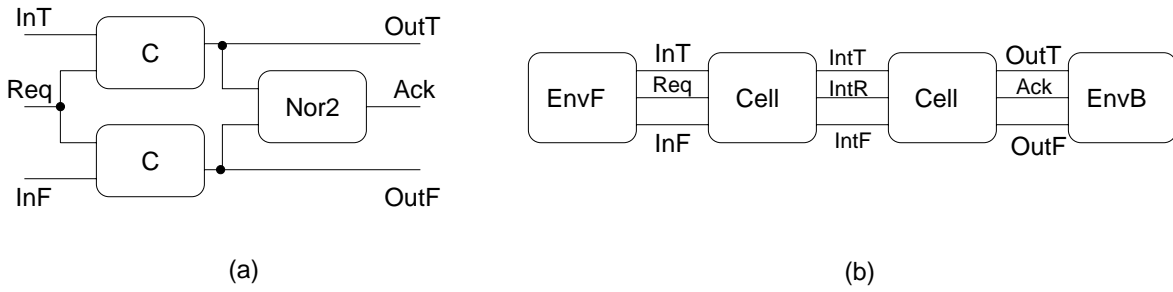 InT
C
OutT
Req
Nor2
Ack
C
InF
OutF
(a)
InT
IntT
OutT
EnvF
Req
Cell
IntR
Cell
Ack
EnvB
InF
IntF
OutF
(b)